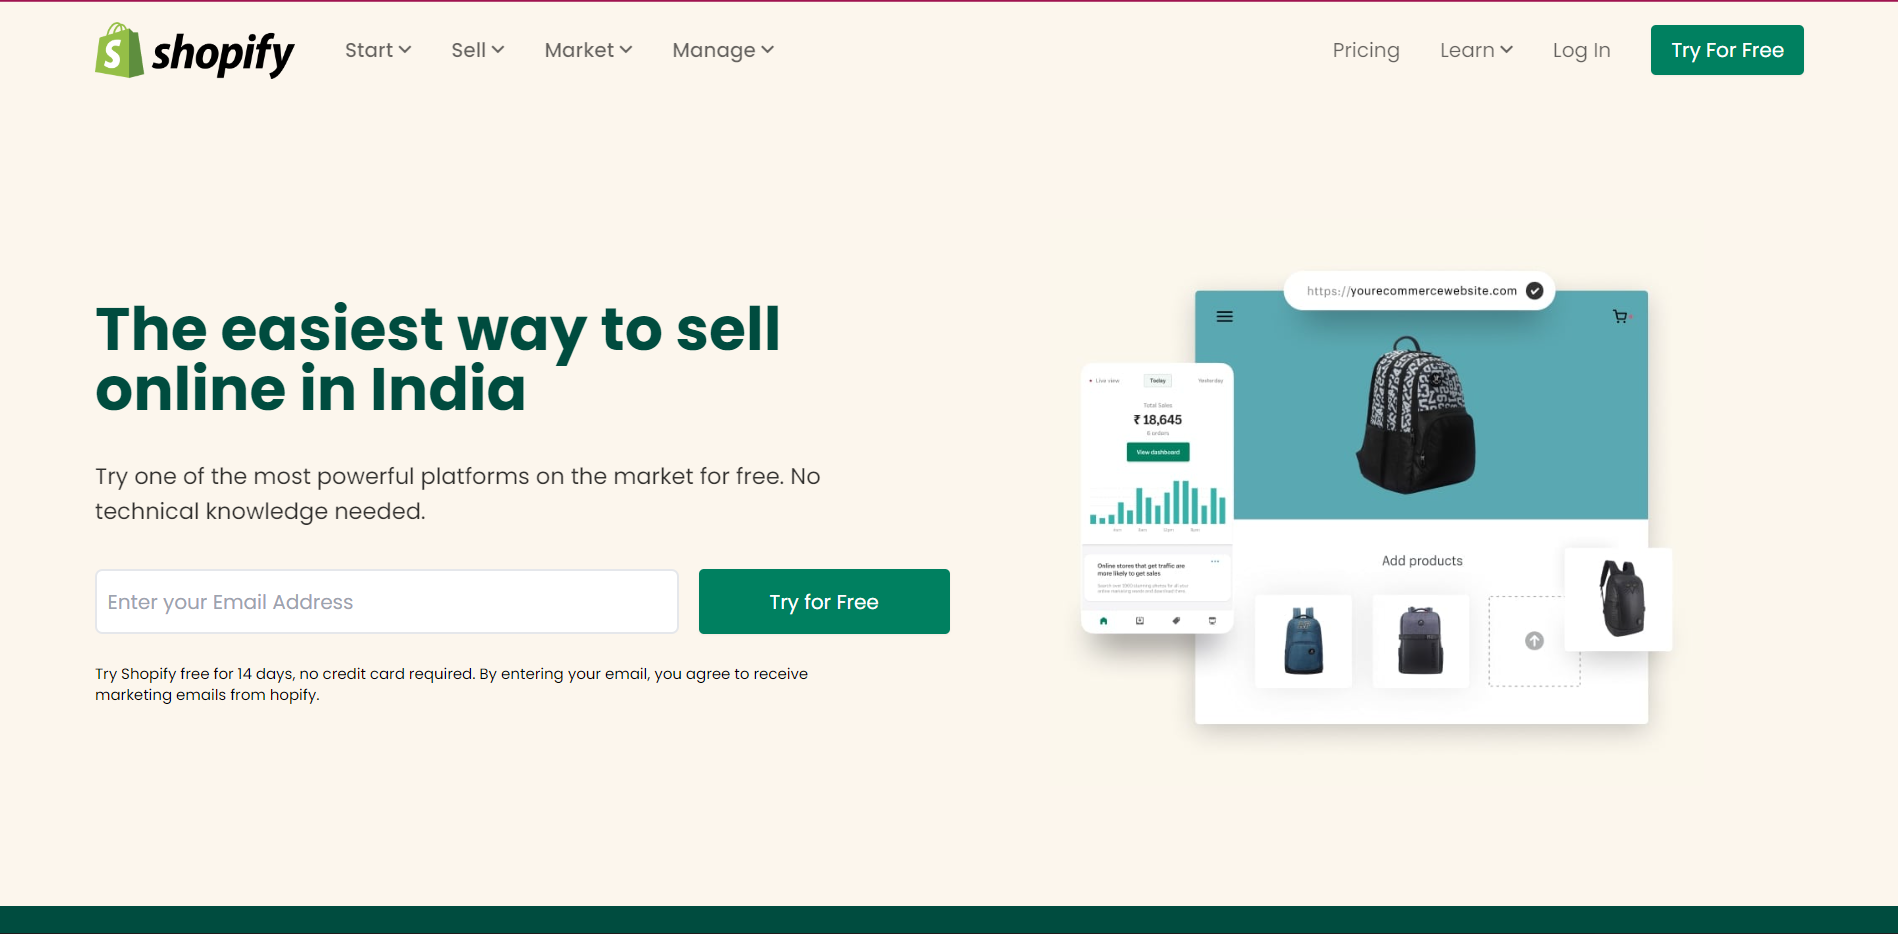 shopify
Start
Sell
Market
Manage
Pricing
Learn
Log In
Try For Free
The easiest way to sell
online in India
Try one of the most powerful platforms on the market for free. No
technical knowledge needed.
Enter your Email Address
Try for Free
Try Shopify free for 14 days, no credit card required. By entering your email, you agree to receive
marketing emails from hopify.
https://yourecommercewebsite.com
Live view
Today
Yesterday
Total Sales
₹ 18,645
6 orders
View dashboard
Online stores that get traffic are
more likely to get sales
Add products